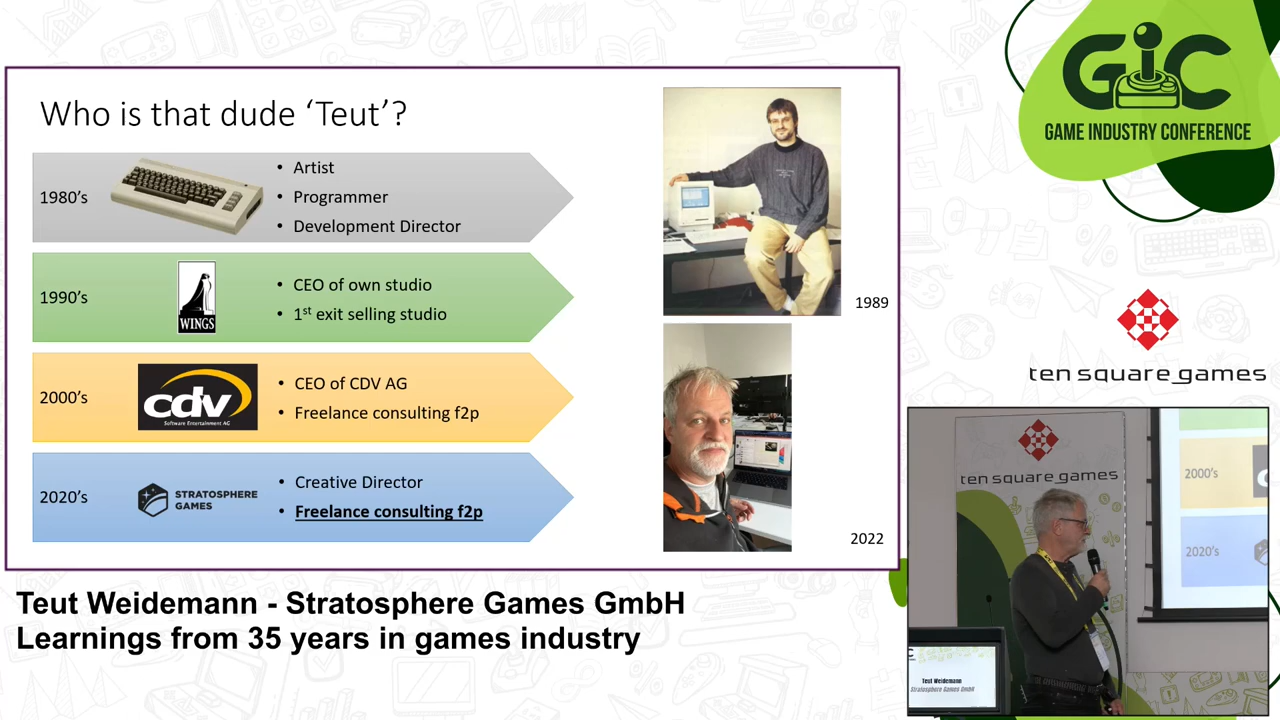 Who is that dude ‘Teut’?
1980’s
• Artist
• Programmer
• Development Director
1990’s
WINGS
• CEO of own studio
• 1st exit selling studio
2000’s
cdv
Software Entertainment AG
• CEO of CDV AG
• Freelance consulting f2p
2020’s
STRATOSPHERE
GAMES
• Creative Director
• Freelance consulting f2p
1989
2022
GIC
GAME INDUSTRY CONFERENCE
ten square games
ten square games
2000’s
2020’s
Teut Weidemann
Stratosphere Games GmbH
Teut Weidemann - Stratosphere Games GmbH
Learnings from 35 years in games industry